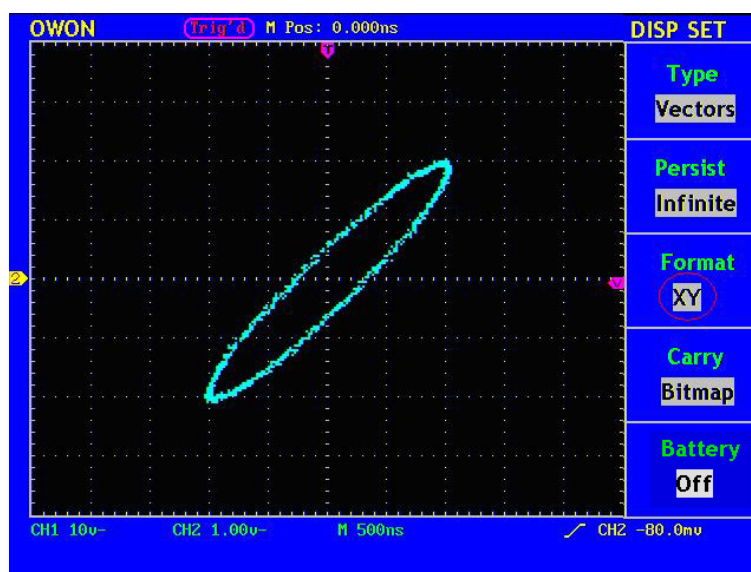 OWON Trig'd M Pos: 0.000ns DISP SET
T
Type
Vectors
Persist
Infinite
2
Format
XY
Carry
Bitmap
Battery
Off
CH1 10v~ CH2 1.00v~ M 500ns CH2 -80.0mv